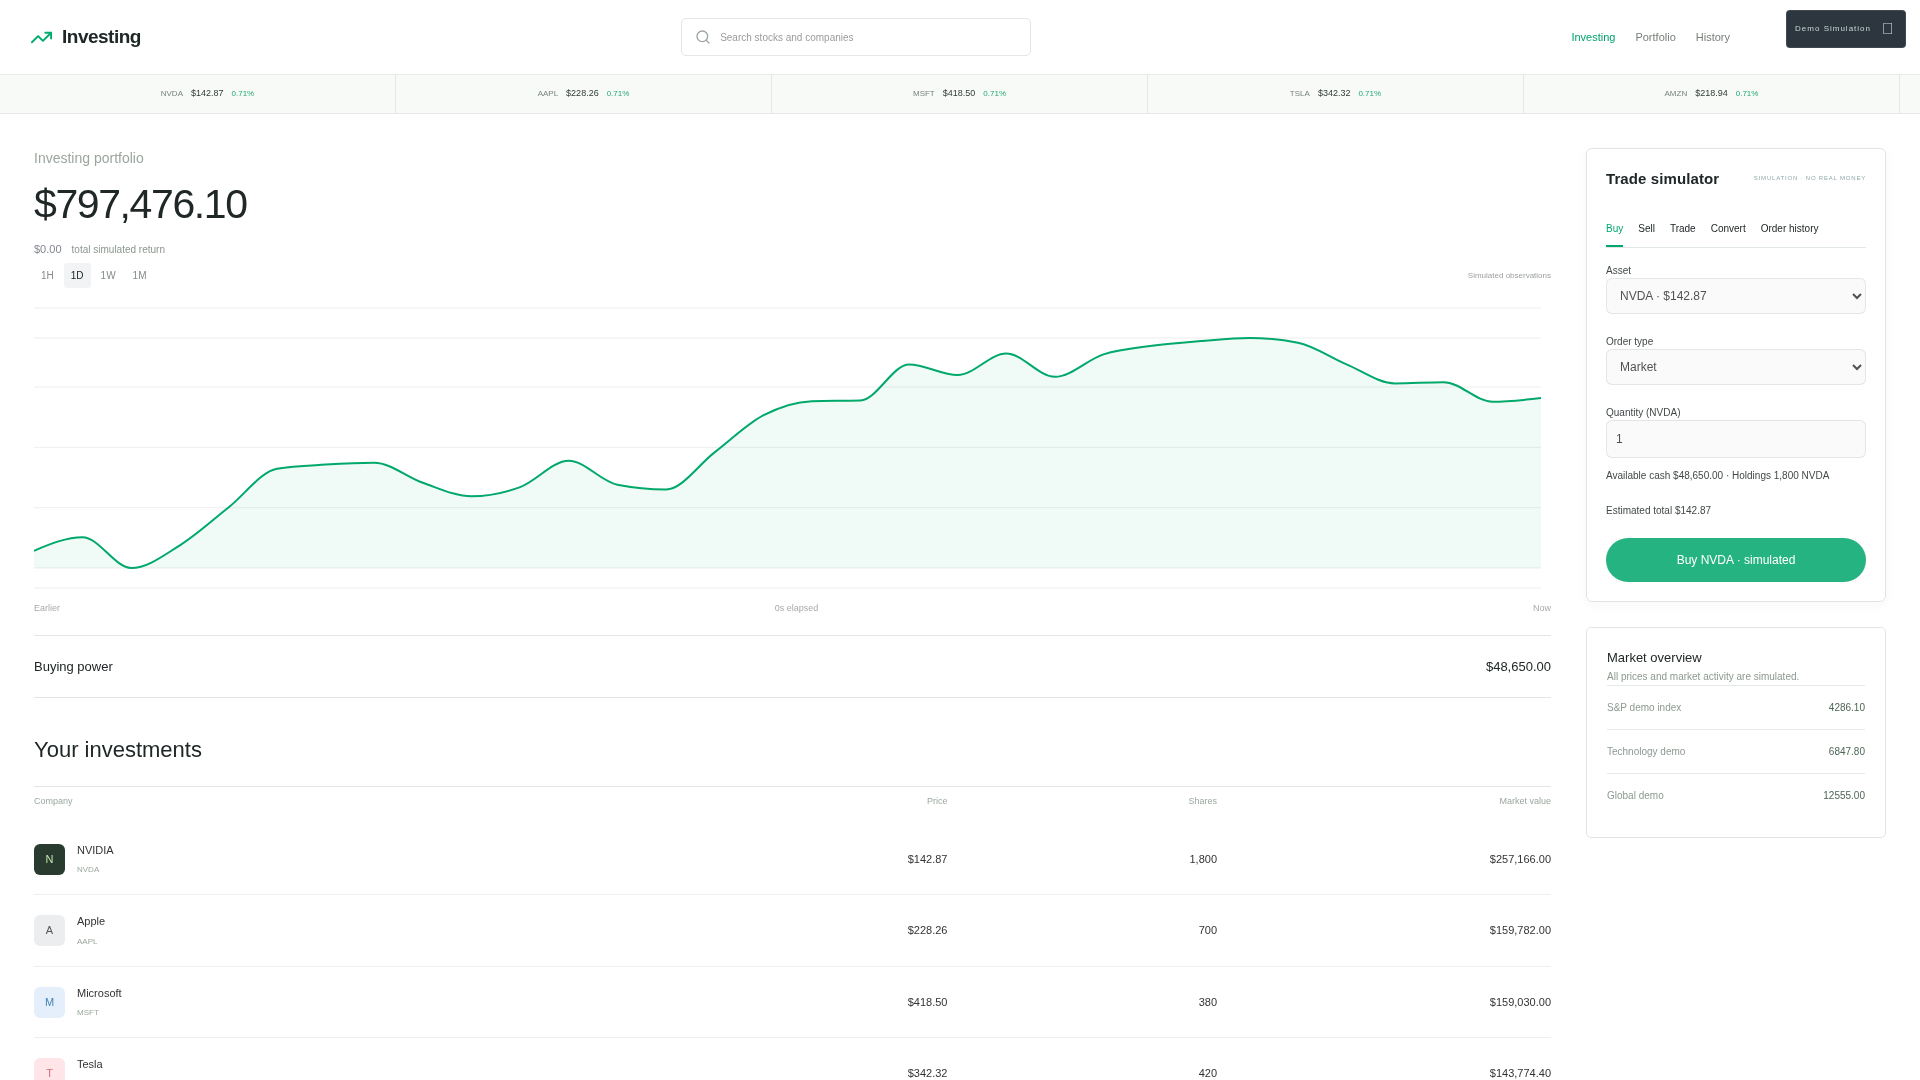 Investing
Search stocks and companies
Investing Portfolio History
Demo Simulation
NVDA $142.87 0.71%
AAPL $228.26 0.71%
MSFT $418.50 0.71%
TSLA $342.32 0.71%
AMZN $218.94 0.71%
Investing portfolio
$797,476.10
$0.00 total simulated return
1H 1D 1W 1M
Simulated observations
Earlier 0s elapsed Now
Buying power $48,650.00
Your investments
Company Price Shares Market value
N NVIDIA
NVDA
$142.87 1,800 $257,166.00
A Apple
AAPL
$228.26 700 $159,782.00
M Microsoft
MSFT
$418.50 380 $159,030.00
T Tesla
$342.32 420 $143,774.40
Trade simulator
SIMULATION · NO REAL MONEY
Buy Sell Trade Convert Order history
Asset
NVDA · $142.87
Order type
Market
Quantity (NVDA)
1
Available cash $48,650.00 · Holdings 1,800 NVDA
Estimated total $142.87
Buy NVDA · simulated
Market overview
All prices and market activity are simulated.
S&P demo index 4286.10
Technology demo 6847.80
Global demo 12555.00